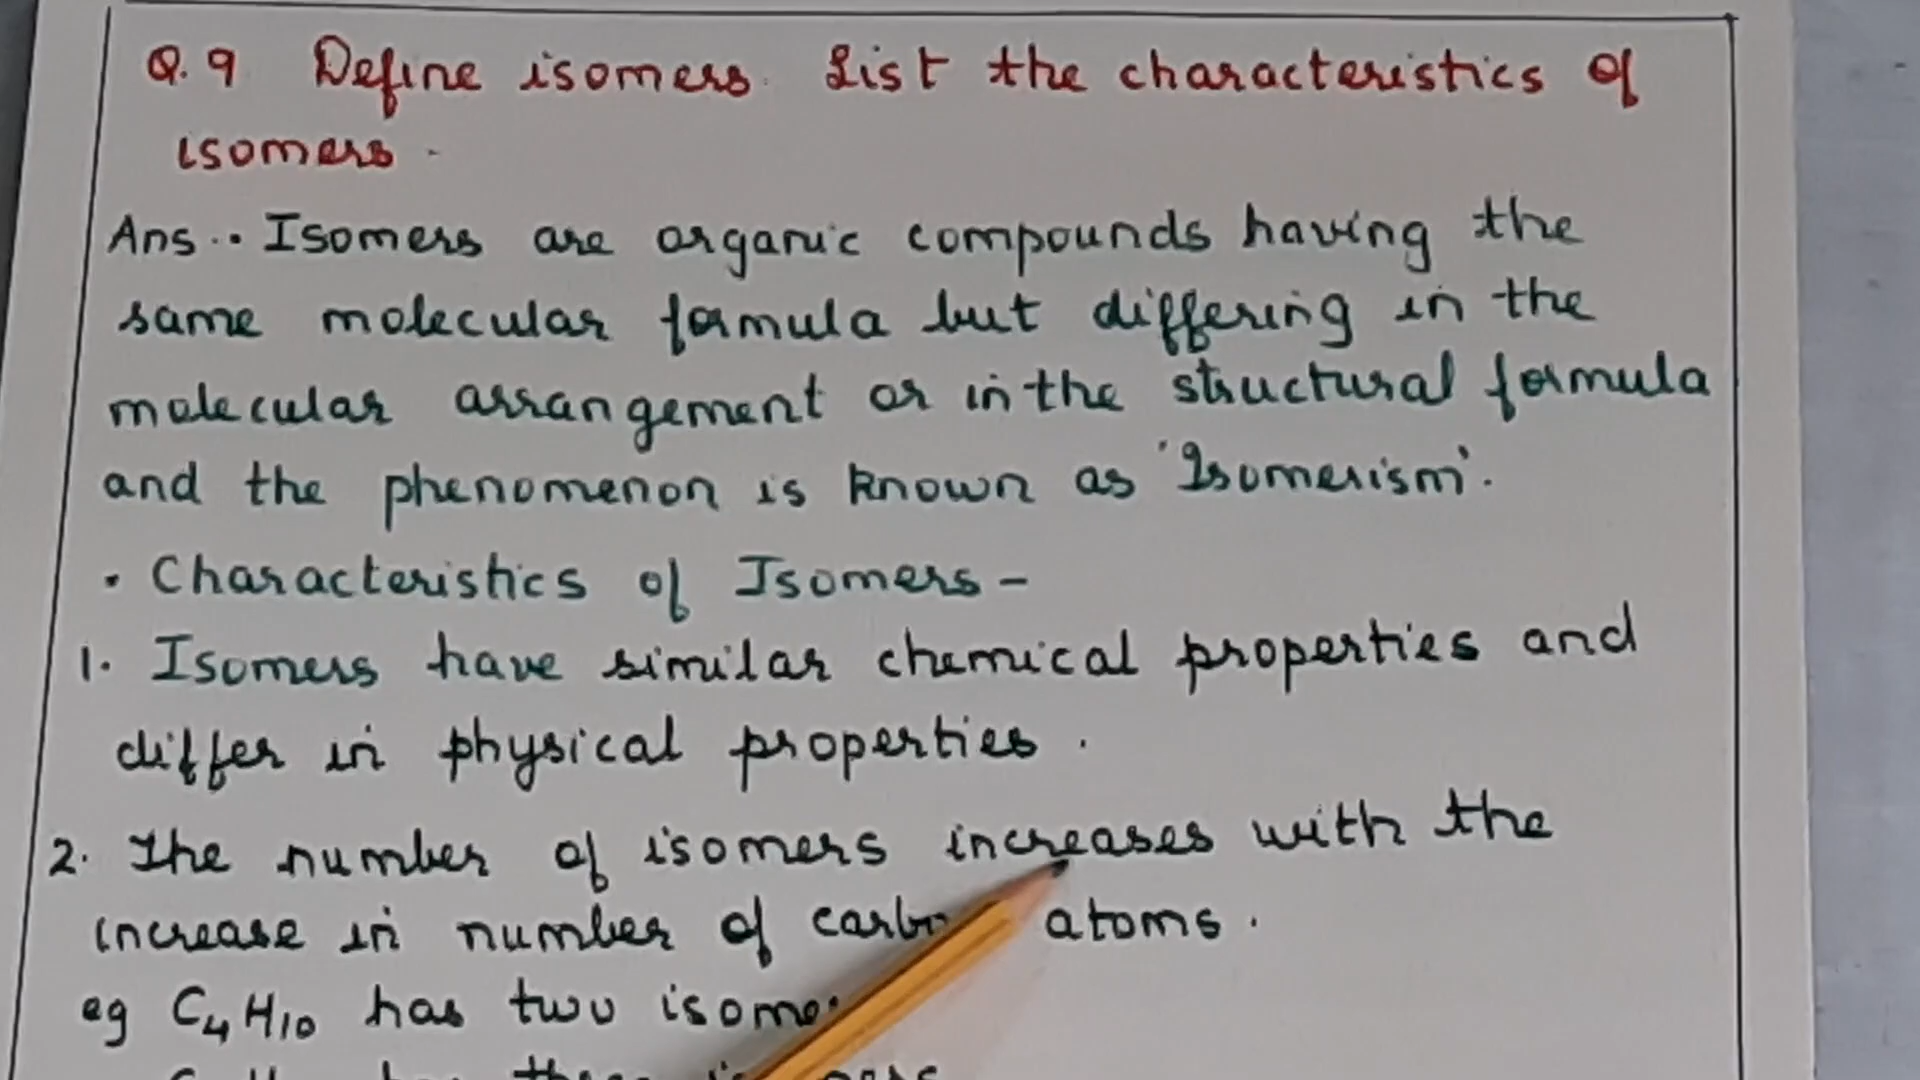 Q.9 Define isomers. List the characteristics of
isomers.
Ans.. Isomers are organic compounds having the
same molecular formula but differing in the
molecular arrangement or in the structural formula
and the phenomenon is known as 'Isomerism'.
• Characteristics of Isomers -
1. Isomers have similar chemical properties and
differ in physical properties.
2. The number of isomers increases with the
increase in number of atoms.
eg C4H10 has two